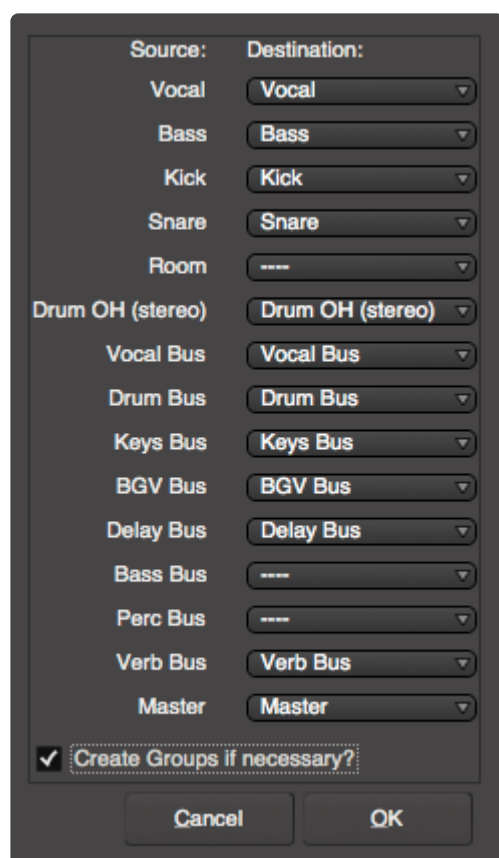 Source: Destination:
Vocal Vocal
Bass Bass
Kick Kick
Snare Snare
Room ----
Drum OH (stereo) Drum OH (stereo)
Vocal Bus Vocal Bus
Drum Bus Drum Bus
Keys Bus Keys Bus
BGV Bus BGV Bus
Delay Bus Delay Bus
Bass Bus ----
Perc Bus ----
Verb Bus Verb Bus
Master Master
Create Groups if necessary?
Cancel OK